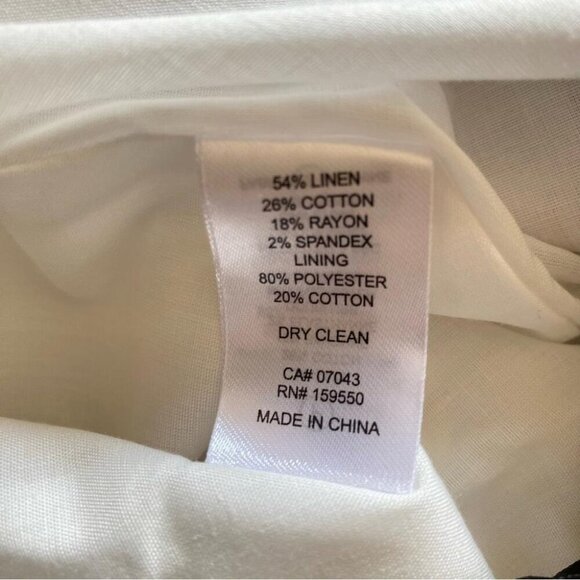 54% LINEN
26% COTTON
18% RAYON
2% SPANDEX
LINING
80% POLYESTER
20% COTTON
DRY CLEAN
CA# 07043
RN# 159550
MADE IN CHINA